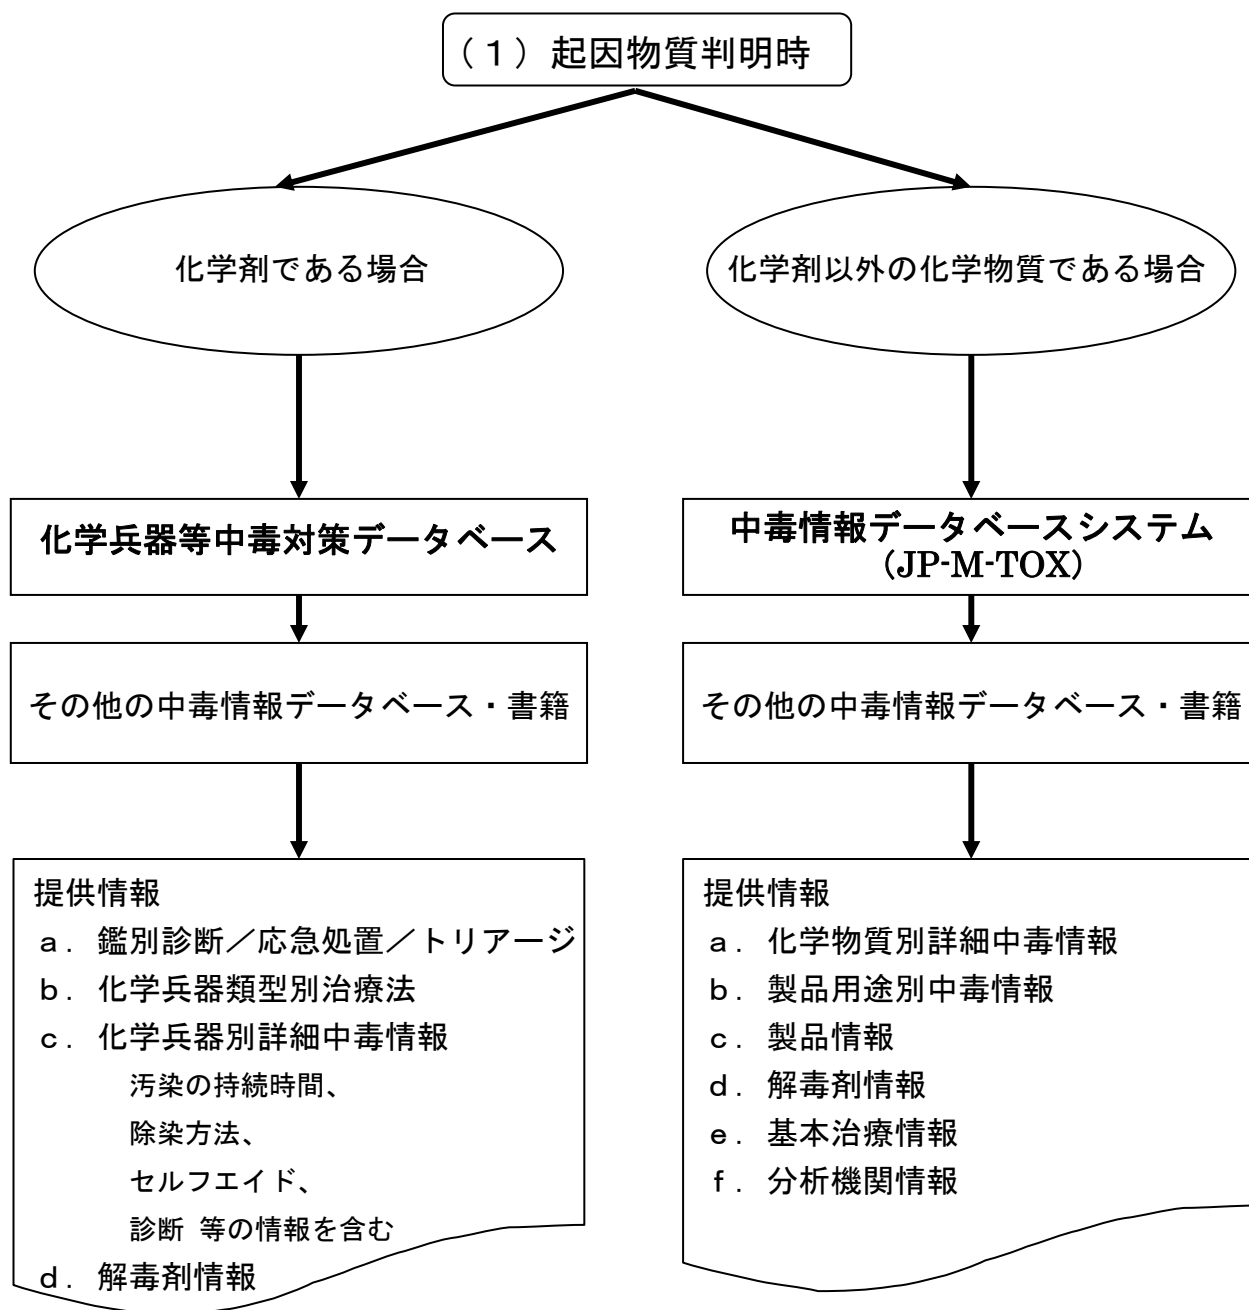 （１）起因物質判明時
化学剤である場合
化学剤以外の化学物質である場合
化学兵器等中毒対策データベース
中毒情報データベースシステム
(JP-M-TOX)
その他の中毒情報データベース・書籍
その他の中毒情報データベース・書籍
提供情報
ａ．鑑別診断／応急処置／トリアージ
ｂ．化学兵器類型別治療法
ｃ．化学兵器別詳細中毒情報
汚染の持続時間、
除染方法、
セルフエイド、
診断 等の情報を含む
ｄ．解毒剤情報
提供情報
ａ．化学物質別詳細中毒情報
ｂ．製品用途別中毒情報
ｃ．製品情報
ｄ．解毒剤情報
ｅ．基本治療情報
ｆ．分析機関情報